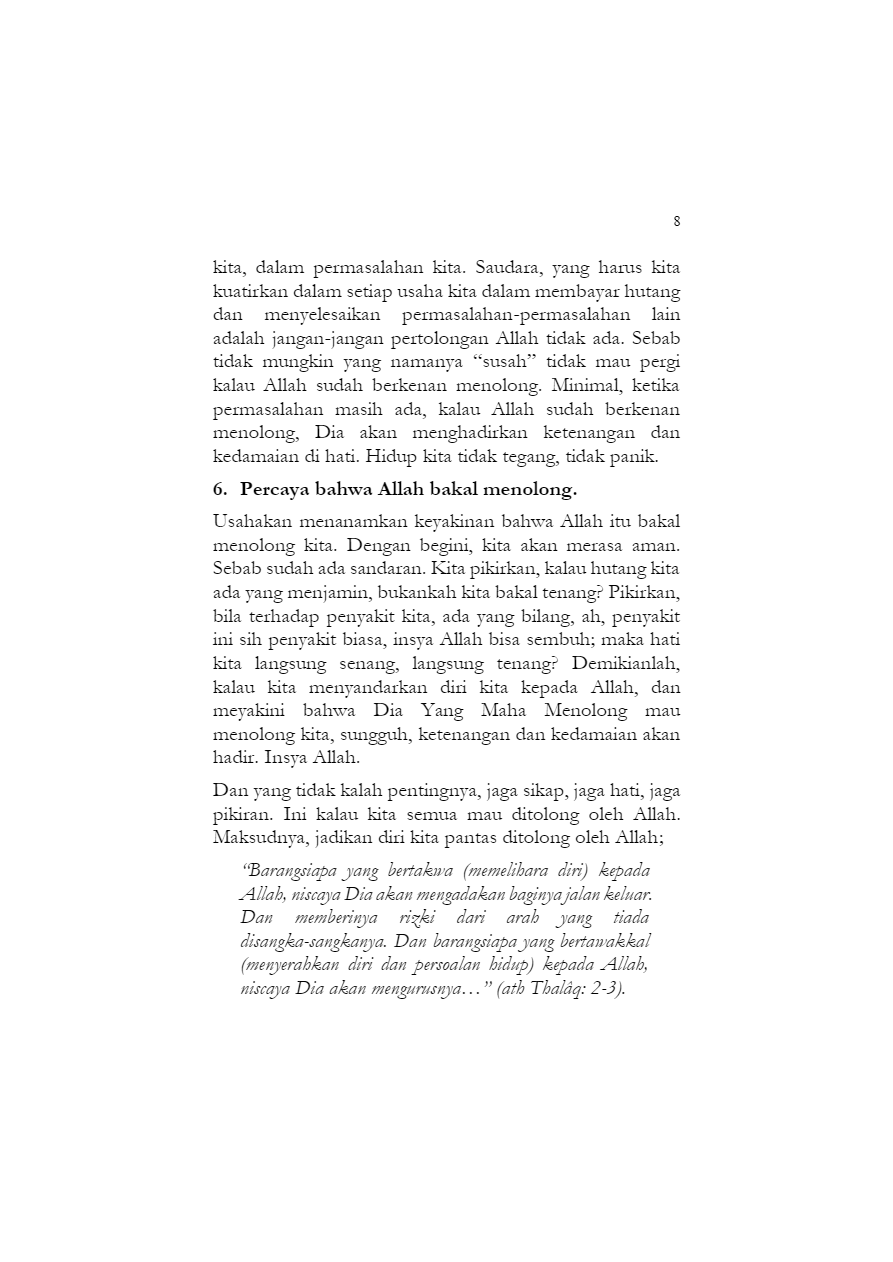 8
kita, dalam permasalahan kita. Saudara, yang harus kita
kuatirkan dalam setiap usaha kita dalam membayar hutang
dan menyelesaikan permasalahan-permasalahan lain
adalah jangan-jangan pertolongan Allah tidak ada. Sebab
tidak mungkin yang namanya “susah” tidak mau pergi
kalau Allah sudah berkenan menolong. Minimal, ketika
permasalahan masih ada, kalau Allah sudah berkenan
menolong, Dia akan menghadirkan ketenangan dan
kedamaian di hati. Hidup kita tidak tegang, tidak panik.
6. Percaya bahwa Allah bakal menolong.
Usahakan menanamkan keyakinan bahwa Allah itu bakal
menolong kita. Dengan begini, kita akan merasa aman.
Sebab sudah ada sandaran. Kita pikirkan, kalau hutang kita
ada yang menjamin, bukankah kita bakal tenang? Pikirkan,
bila terhadap penyakit kita, ada yang bilang, ah, penyakit
ini sih penyakit biasa, insya Allah bisa sembuh; maka hati
kita langsung senang, langsung tenang? Demikianlah,
kalau kita menyandarkan diri kita kepada Allah, dan
meyakini bahwa Dia Yang Maha Menolong mau
menolong kita, sungguh, ketenangan dan kedamaian akan
hadir. Insya Allah.
Dan yang tidak kalah pentingnya, jaga sikap, jaga hati, jaga
pikiran. Ini kalau kita semua mau ditolong oleh Allah.
Maksudnya, jadikan diri kita pantas ditolong oleh Allah;
“Barangsiapa yang bertakwa (memelihara diri) kepada
Allah, niscaya Dia akan mengadakan baginya jalan keluar.
Dan memberinya rizki dari arah yang tiada
disangka-sangkanya. Dan barangsiapa yang bertawakkal
(menyerahkan diri dan persoalan hidup) kepada Allah,
niscaya Dia akan mengurusnya…” (ath Thalâq: 2-3).